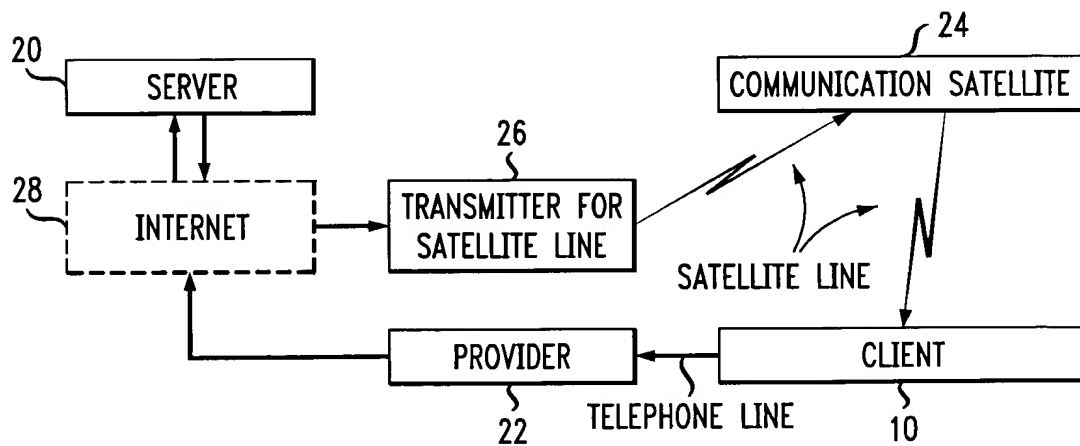 24
20
SERVER
COMMUNICATION SATELLITE
26
28
INTERNET
TRANSMITTER FOR
SATELLITE LINE
SATELLITE LINE
PROVIDER
CLIENT
22
TELEPHONE LINE
10